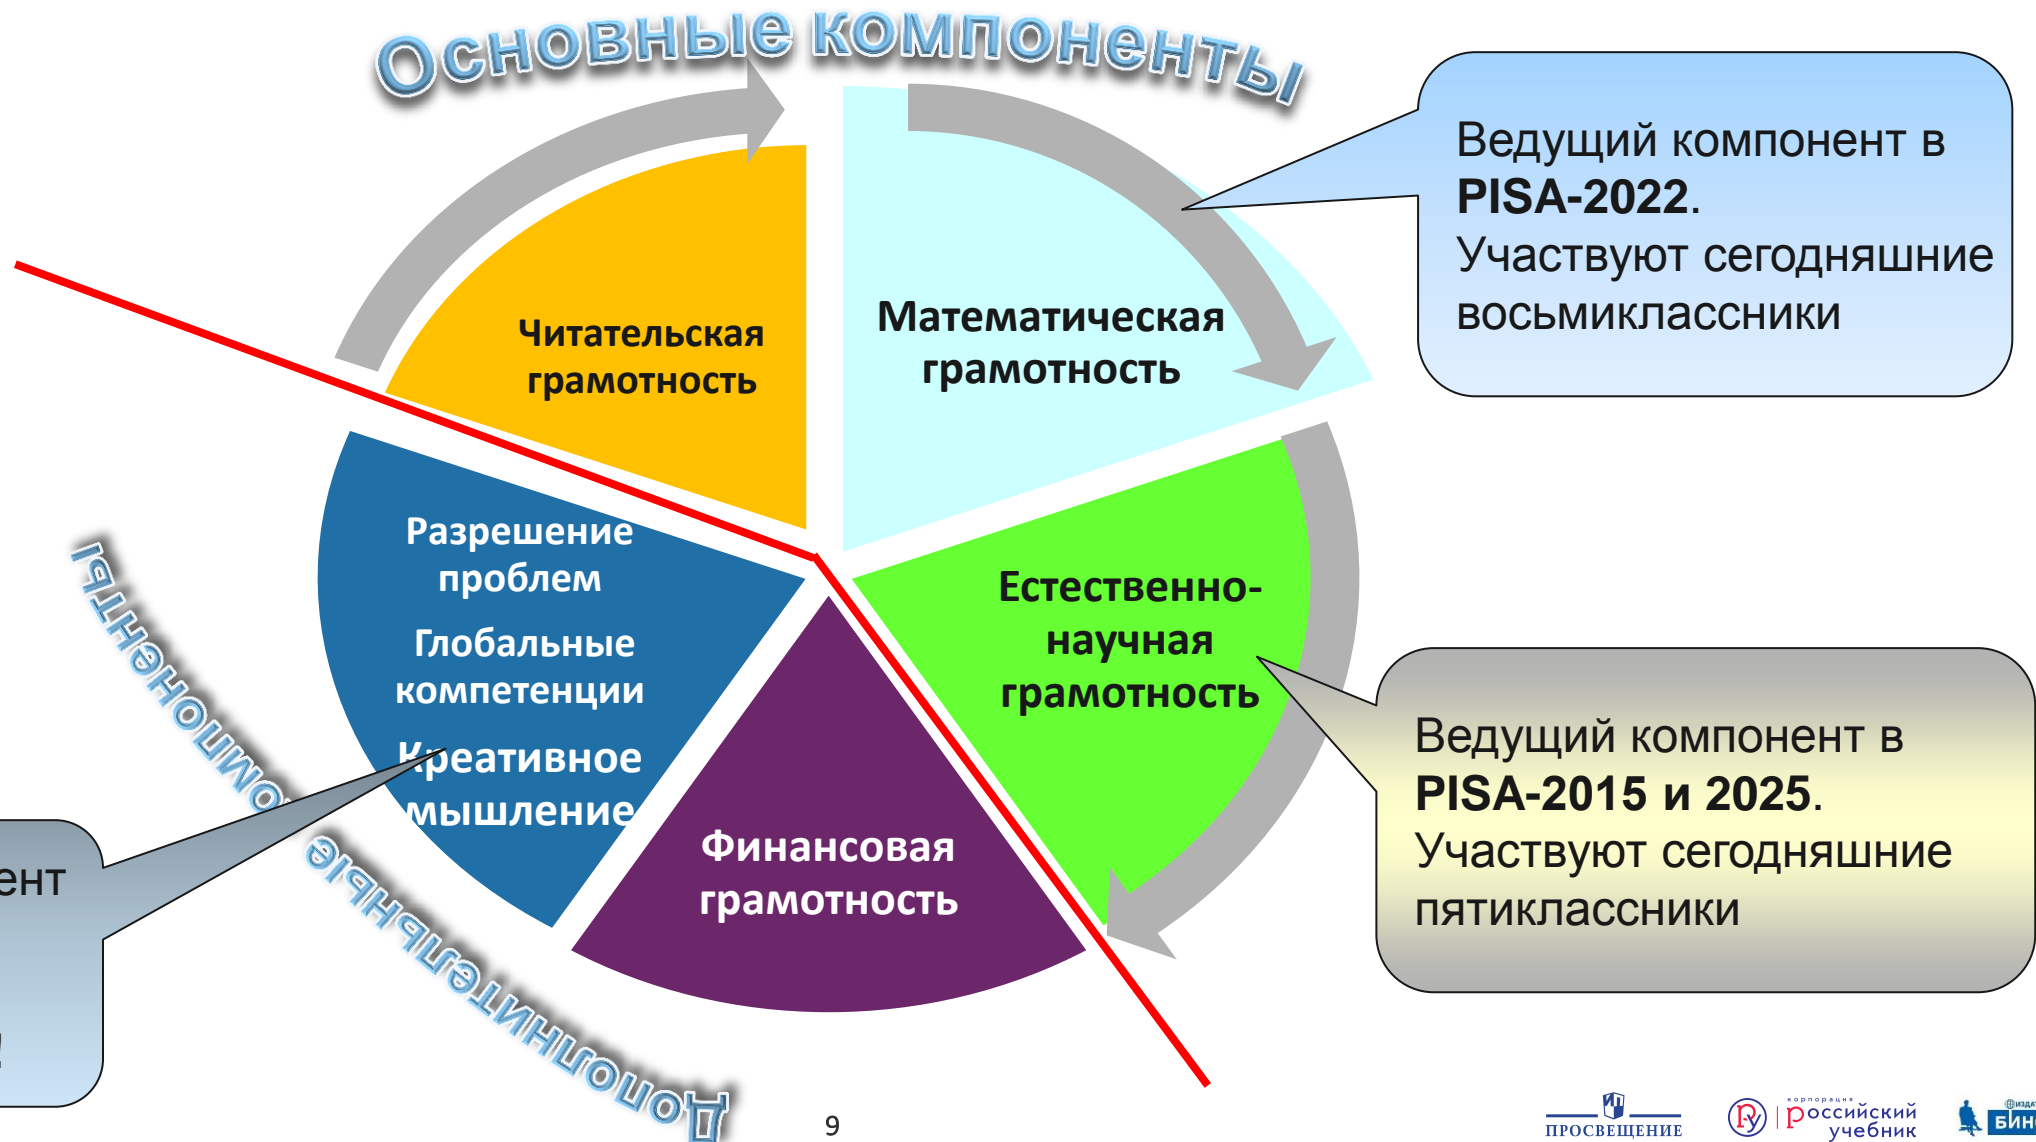 Основные компоненты
Ведущий компонент в
PISA-2022.
Участвуют сегодняшние
восьмиклассники
Читательская
грамотность
Математическая
грамотность
Разрешение
проблем
Глобальные
компетенции
Креативное
мышление
Естественно-
научная
грамотность
Финансовая
грамотность
Ведущий компонент в
PISA-2015 и 2025.
Участвуют сегодняшние
пятиклассники
Дополнительные
!
9
ПРОСВЕЩЕНИЕ
корпорация
российский
учебник